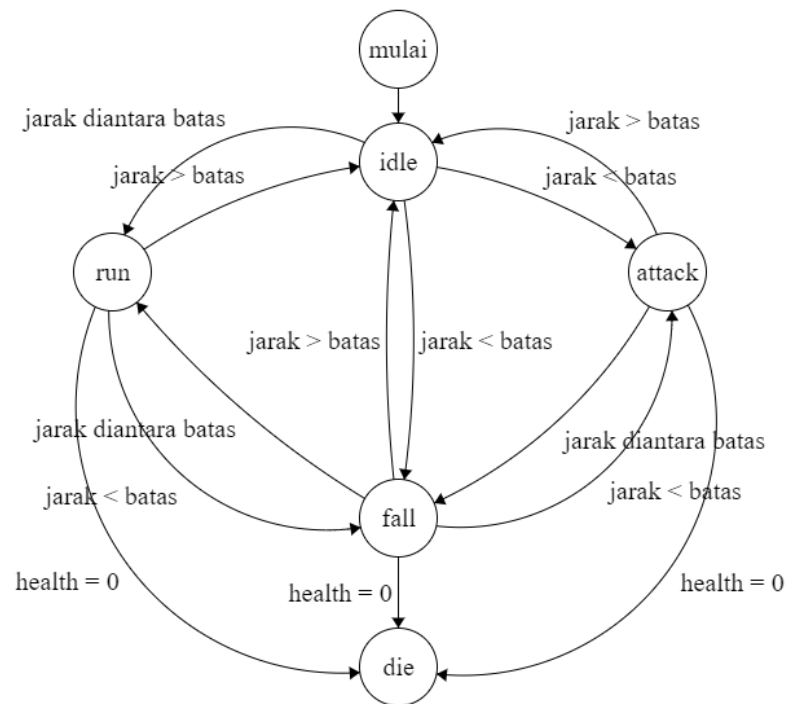 mulai
jarak diantara batas
jarak > batas
idle
jarak > batas
jarak < batas
run
attack
jarak > batas
jarak < batas
jarak diantara batas
jarak diantara batas
jarak < batas
jarak < batas
fall
health = 0
health = 0
health = 0
die